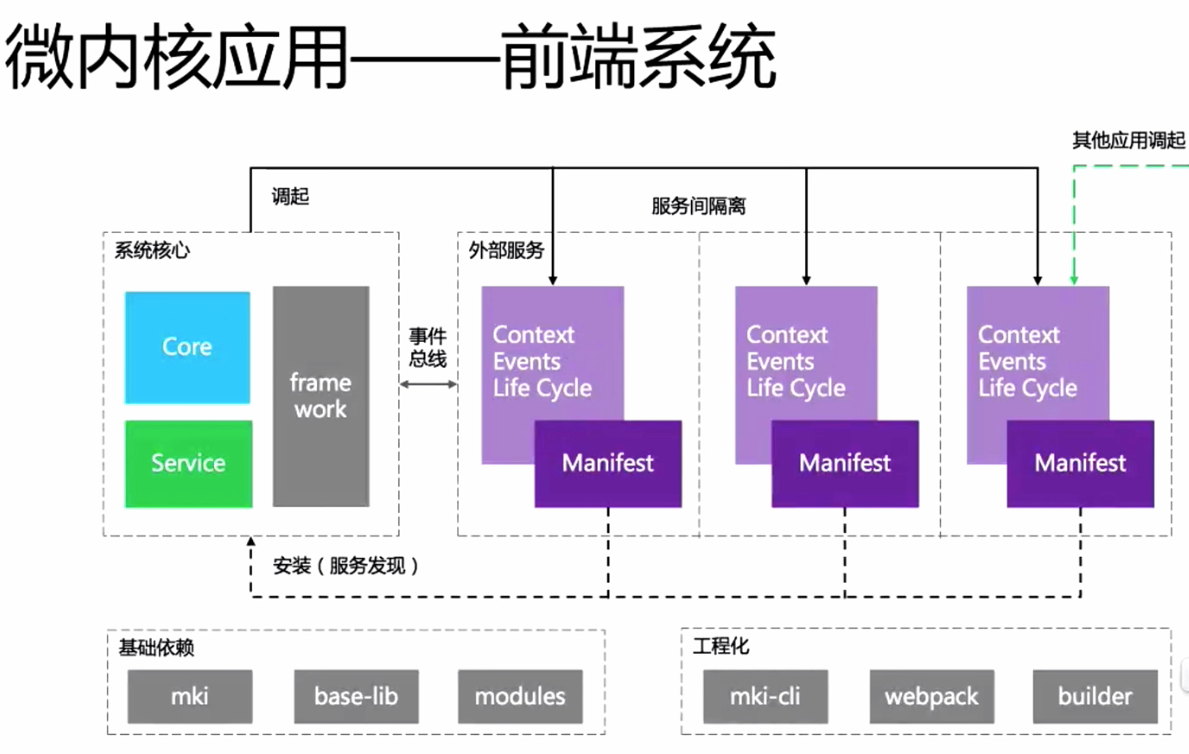 微内核应用——前端系统
其他应用调起
调起
服务间隔离
系统核心
外部服务
Core
Service
frame
work
事件
总线
Context
Events
Life Cycle
Manifest
Context
Events
Life Cycle
Manifest
Context
Events
Life Cycle
Manifest
安装（服务发现）
基础依赖
mki
base-lib
modules
工程化
mki-cli
webpack
builder